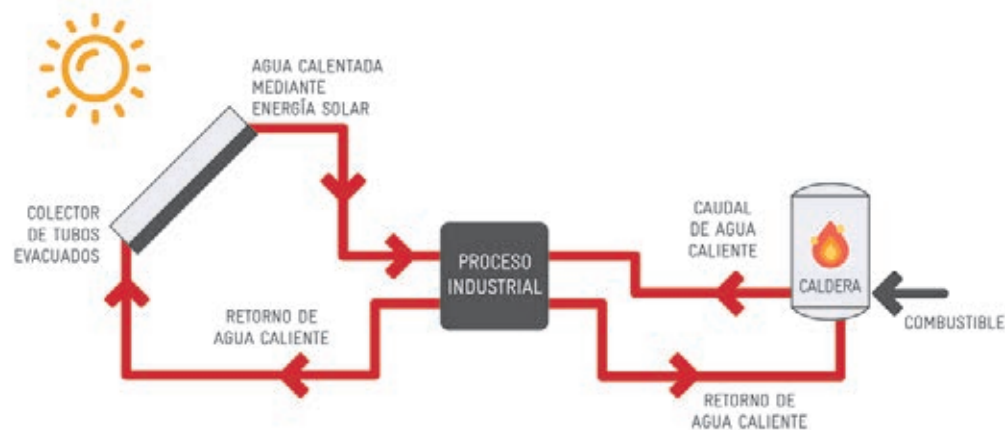 AGUA CALENTADA
MEDIANTE
ENERGÍA SOLAR
COLECTOR
DE TUBOS
EVACUADOS
PROCESO
INDUSTRIAL
CAUDAL
DE AGUA
CALIENTE
CALDERA
COMBUSTIBLE
RETORNO DE
AGUA CALIENTE
RETORNO DE
AGUA CALIENTE